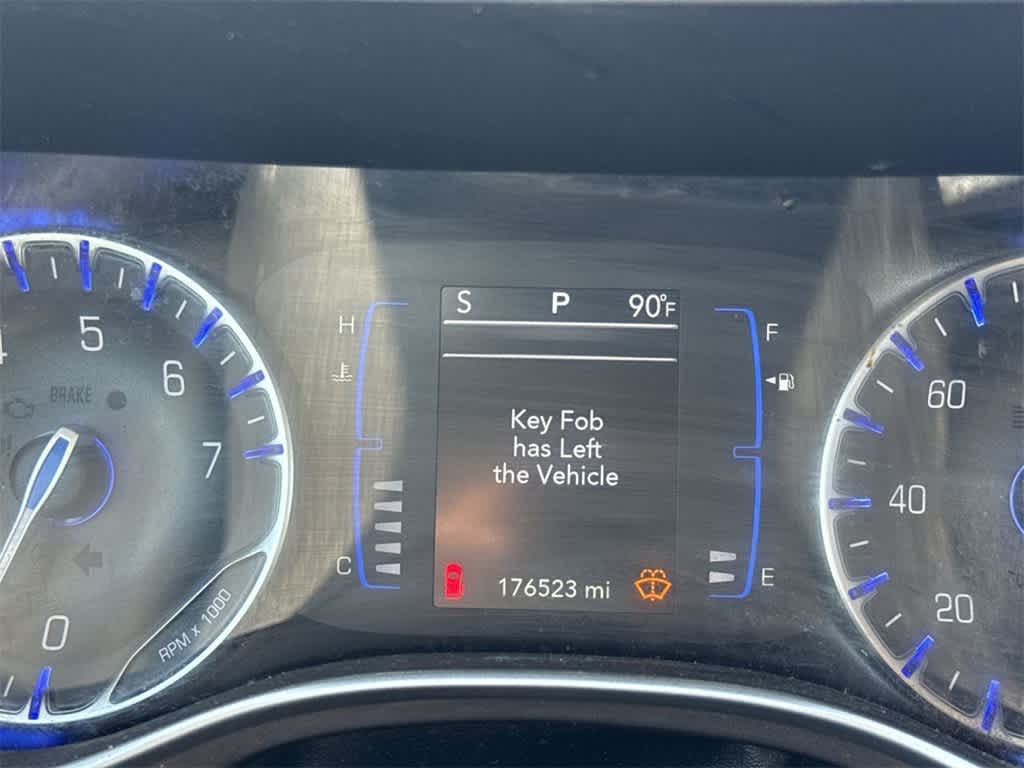 S P 90°F
H
F
5
6
7
0
BRAKE
RPM x 1000
Key Fob
has Left
the Vehicle
C
E
176523 mi
60
40
20